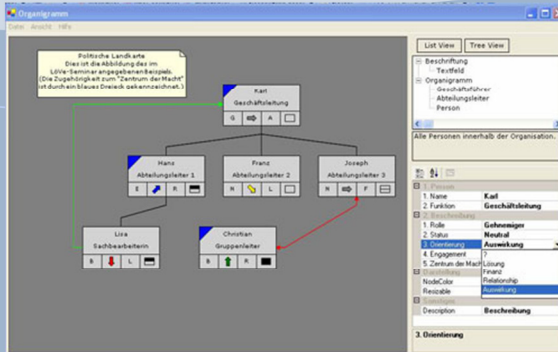 Organigramm
Datei Ansicht Hilfe
Politische Landkarte
Dies ist die Abbildung des im
LöVe-Seminar angegebenen Beispiels.
(Die Zugehörigkeit zum "Zentrum der Macht"
ist durch ein blaues Dreieck gekennzeichnet.)
Karl
Geschäftsleitung
G A
Hans
Abteilungsleiter 1
E R
Franz
Abteilungsleiter 2
N L
Joseph
Abteilungsleiter 3
N F
Lisa
Sachbearbeiterin
B L
Christian
Gruppenleiter
B R
List View Tree View
Beschriftung
Textfeld
Organigramm
Geschäftsführer
Abteilungsleiter
Person
Alle Personen innerhalb der Organisation.
1. Person
1. Name Karl
2. Funktion Geschäftsleitung
2. Beschreibung
1. Rolle Gehnemiger
2. Status Neutral
3. Orientierung Auswirkung
4. Engagement ?
5. Zentrum der Macht Lösung
Darstellung Finanz
NodeColor Relationship
Resizable Auswirkung
Sonstiges
Description Beschreibung
3. Orientierung